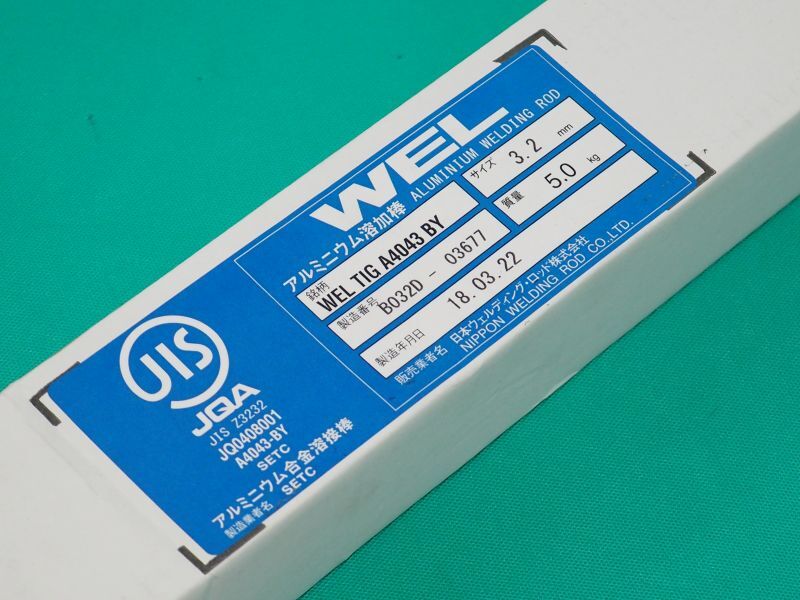 WEL
アルミニウム溶加棒 ALUMINIUM WELDING ROD
銘柄 WEL TIG A4043 BY
サイズ 3.2 mm
製造番号 B032D - 03677
質量 5.0 kg
製造年月日 18.03.22
販売業者名 日本ウェルディング・ロッド株式会社
NIPPON WELDING ROD CO.,LTD.
JIS
JQA
JIS Z3232
JQ0408001
A4043-BY
SETC
アルミニウム合金溶接棒
製造業者名 SETC